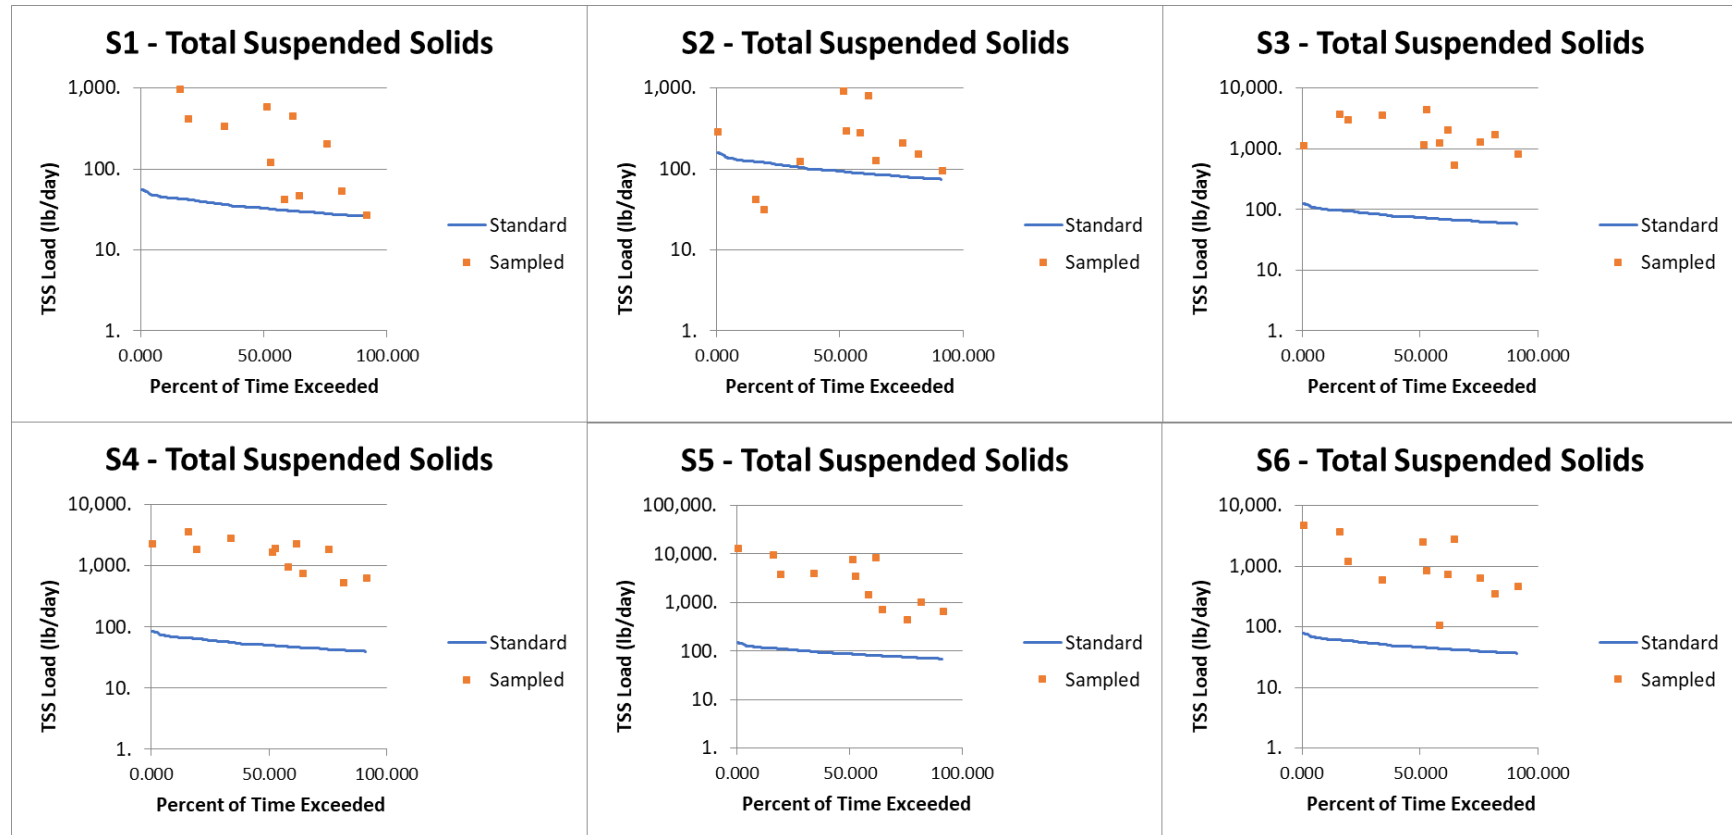 S1 - Total Suspended Solids
1,000.
100.
10.
1.
0.000 50.000 100.000
TSS Load (lb/day)
Percent of Time Exceeded
Standard
Sampled
S2 - Total Suspended Solids
1,000.
100.
10.
1.
0.000 50.000 100.000
TSS Load (lb/day)
Percent of Time Exceeded
Standard
Sampled
S3 - Total Suspended Solids
10,000.
1,000.
100.
10.
1.
0.000 50.000 100.000
TSS Load (lb/day)
Percent of Time Exceeded
Standard
Sampled
S4 - Total Suspended Solids
10,000.
1,000.
100.
10.
1.
0.000 50.000 100.000
TSS Load (lb/day)
Percent of Time Exceeded
Standard
Sampled
S5 - Total Suspended Solids
100,000.
10,000.
1,000.
100.
10.
1.
0.000 50.000 100.000
TSS Load (lb/day)
Percent of Time Exceeded
Standard
Sampled
S6 - Total Suspended Solids
10,000.
1,000.
100.
10.
1.
0.000 50.000 100.000
TSS Load (lb/day)
Percent of Time Exceeded
Standard
Sampled